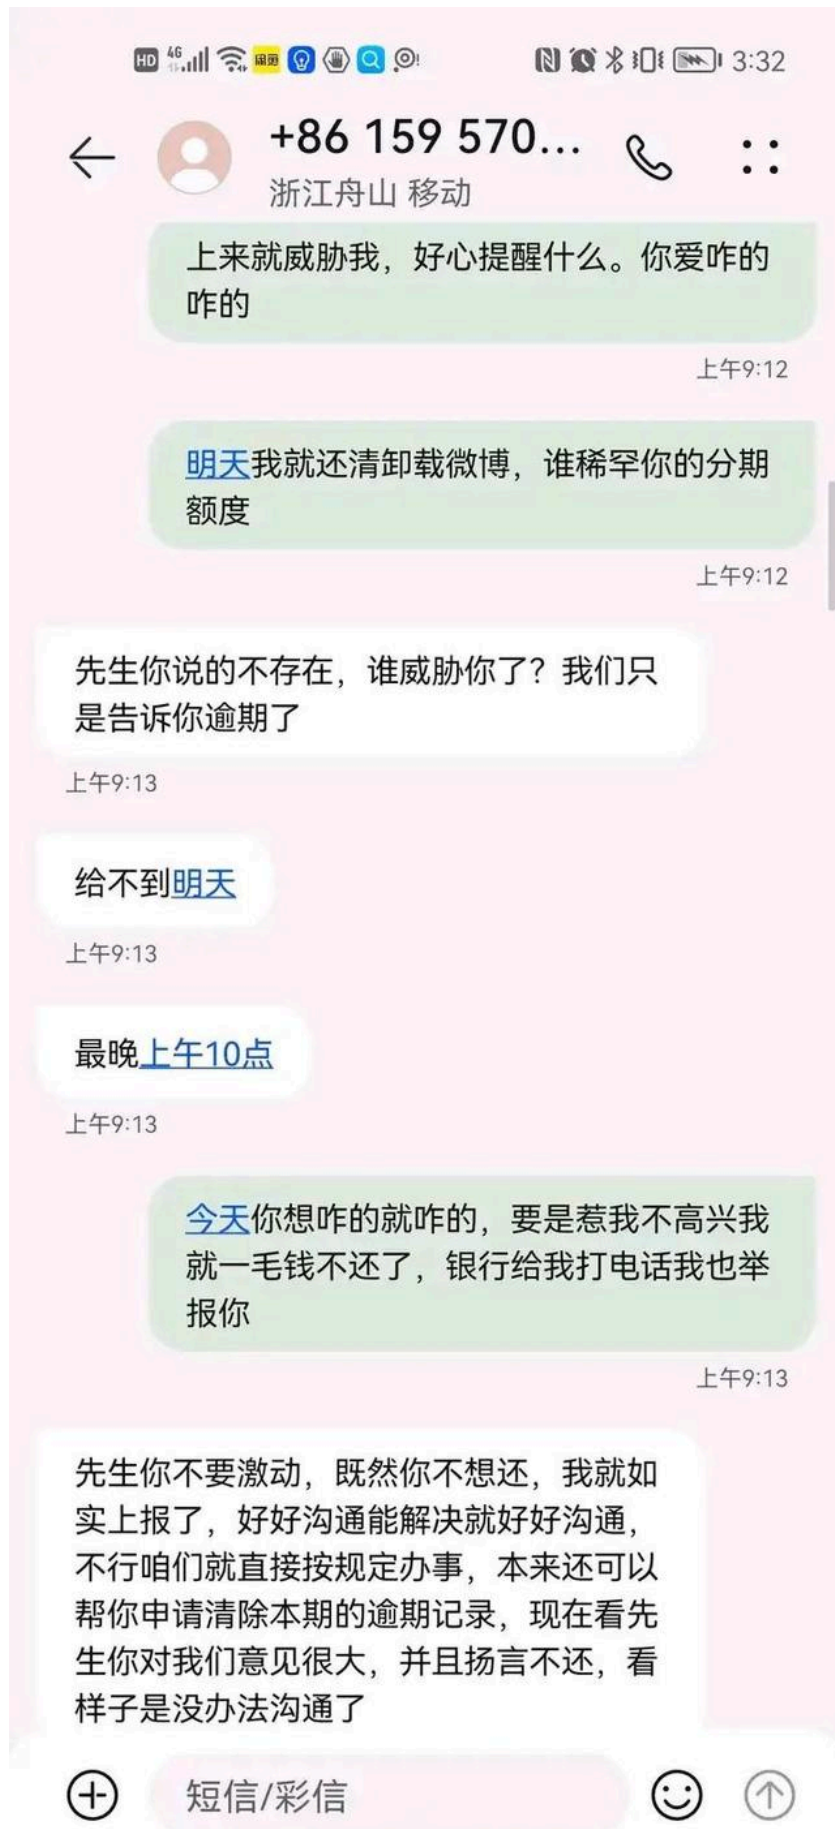 HD 4G 闲鱼 3:32
+86 159 570...
浙江舟山 移动
上来就威胁我，好心提醒什么。你爱咋的
咋的
上午9:12
明天我就还清卸载微博，谁稀罕你的分期
额度
上午9:12
先生你说的不存在，谁威胁你了？我们只
是告诉你逾期了
上午9:13
给不到明天
上午9:13
最晚上午10点
上午9:13
今天你想咋的就咋的，要是惹我不高兴我
就一毛钱不还了，银行给我打电话我也举
报你
上午9:13
先生你不要激动，既然你不想还，我就如
实上报了，好好沟通能解决就好好沟通，
不行咱们就直接按规定办事，本来还可以
帮你申请清除本期的逾期记录，现在看先
生你对我们意见很大，并且扬言不还，看
样子是没办法沟通了
短信/彩信